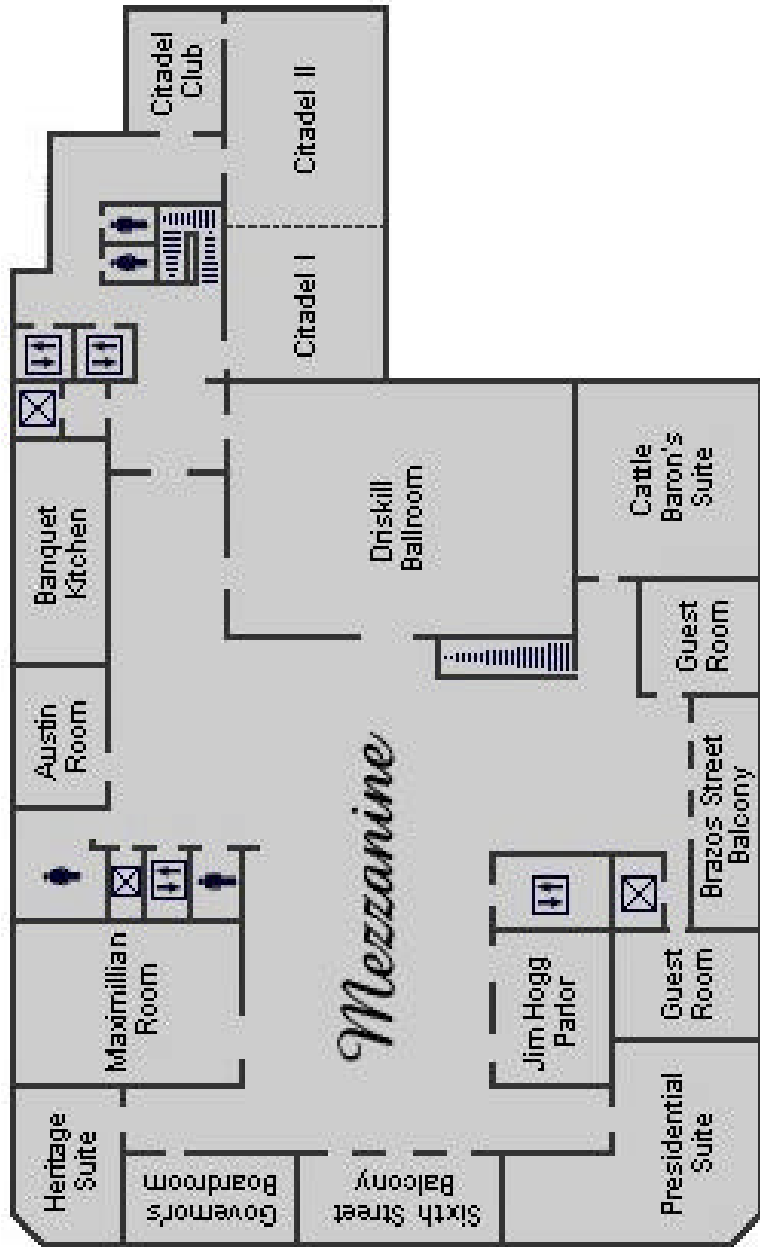 Citadel
Club
Citadel II
Citadel I
Banquet
Kitchen
Driskill
Ballroom
Cattle
Baron's
Suite
Guest
Room
Austin
Room
Mezzanine
Brazos Street
Balcony
Maximillian
Room
Jim Hogg
Parlor
Guest
Room
Heritage
Suite
Governor's
Boardroom
Sixth Street
Balcony
Presidential
Suite